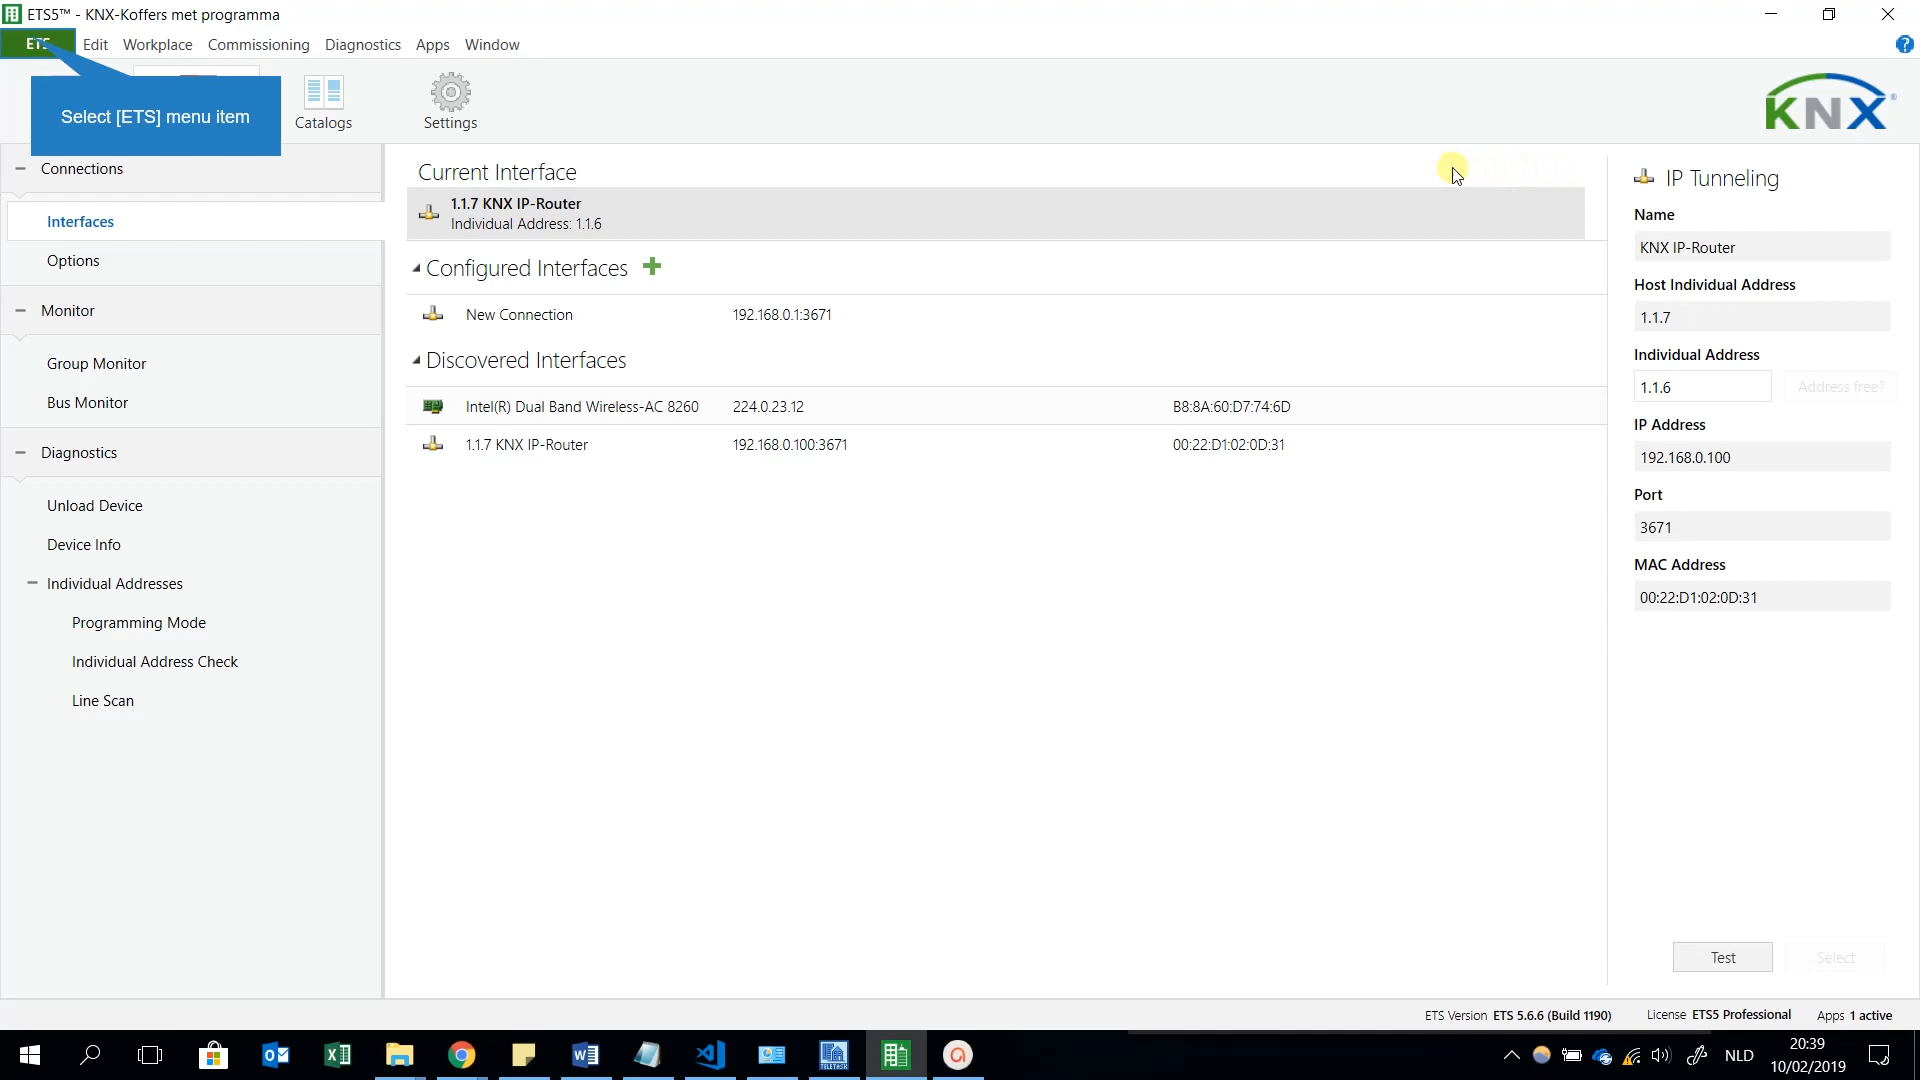 ETS5™ - KNX-Koffers met programma
ETS Edit Workplace Commissioning Diagnostics Apps Window
Select [ETS] menu item
Catalogs
Settings
KNX®
Connections
Interfaces
Options
Monitor
Group Monitor
Bus Monitor
Diagnostics
Unload Device
Device Info
Individual Addresses
Programming Mode
Individual Address Check
Line Scan
Current Interface
1.1.7 KNX IP-Router
Individual Address: 1.1.6
Configured Interfaces
New Connection 192.168.0.1:3671
Discovered Interfaces
Intel(R) Dual Band Wireless-AC 8260 224.0.23.12 B8:8A:60:D7:74:6D
1.1.7 KNX IP-Router 192.168.0.100:3671 00:22:D1:02:0D:31
IP Tunneling
Name
KNX IP-Router
Host Individual Address
1.1.7
Individual Address
1.1.6 Address free?
IP Address
192.168.0.100
Port
3671
MAC Address
00:22:D1:02:0D:31
Test Select
ETS Version ETS 5.6.6 (Build 1190) License ETS5 Professional Apps 1 active
TELETASK
NLD
20:39
10/02/2019